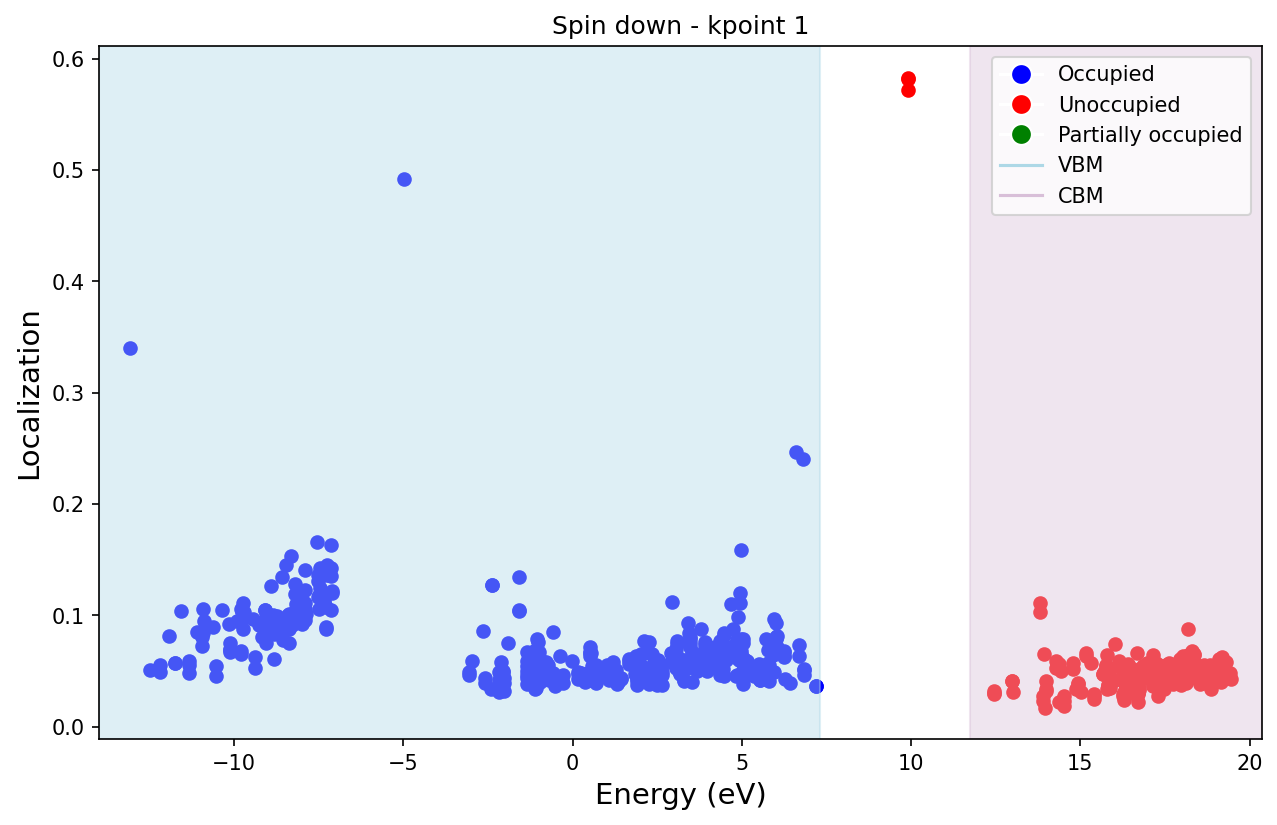 Spin down - kpoint 1
0.6
0.5
0.4
0.3
0.2
0.1
0.0
Localization
Occupied
Unoccupied
Partially occupied
VBM
CBM
−10
−5
0
5
10
15
20
Energy (eV)